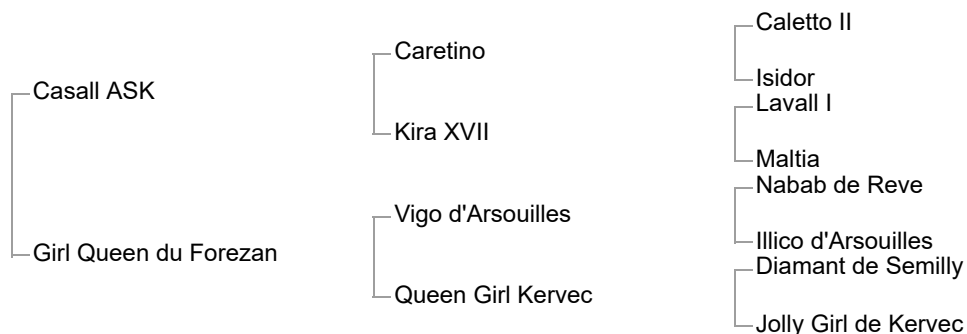 Caletto II
Caretino
Isidor
Casall ASK
Lavall I
Kira XVII
Maltia
Nabab de Reve
Vigo d'Arsouilles
Illico d'Arsouilles
Girl Queen du Forezan
Diamant de Semilly
Queen Girl Kervec
Jolly Girl de Kervec